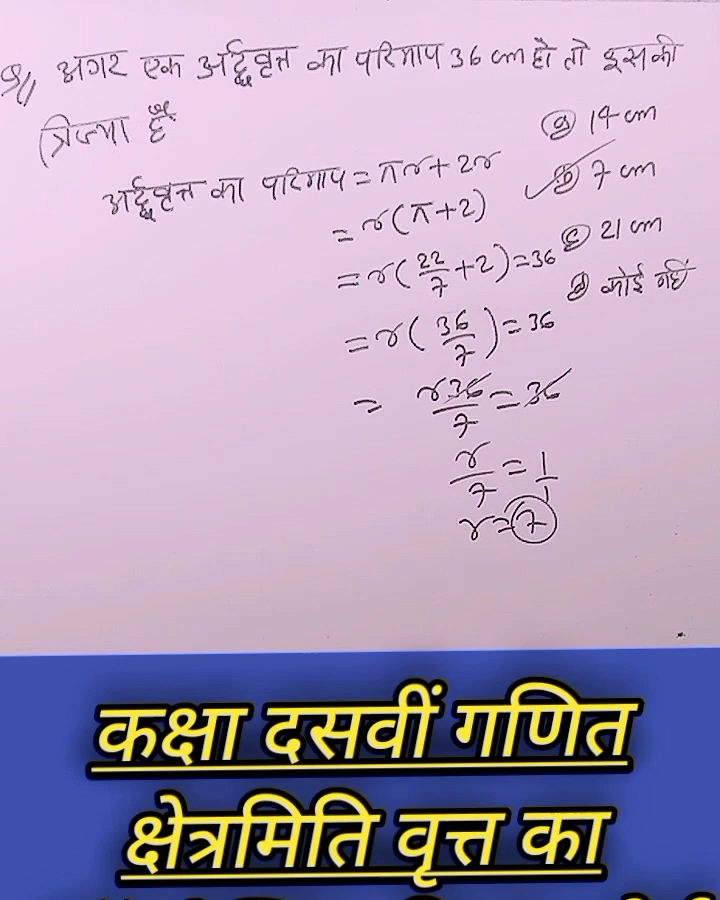 Q// अगर एक अर्द्धवृत्त का परिमाप 36 cm हो तो इसकी
त्रिज्या है
(a) 14 cm
अर्द्धवृत्त का परिमाप = πr + 2r
(b) 7 cm
= r(π+2)
(c) 21 cm
= r(22/7 + 2) = 36
(d) कोई नहीं
= r(36/7) = 36
= r36/7 = 36
r/7 = 1/1
r = 7
कक्षा दसवीं गणित
क्षेत्रमिति वृत्त का